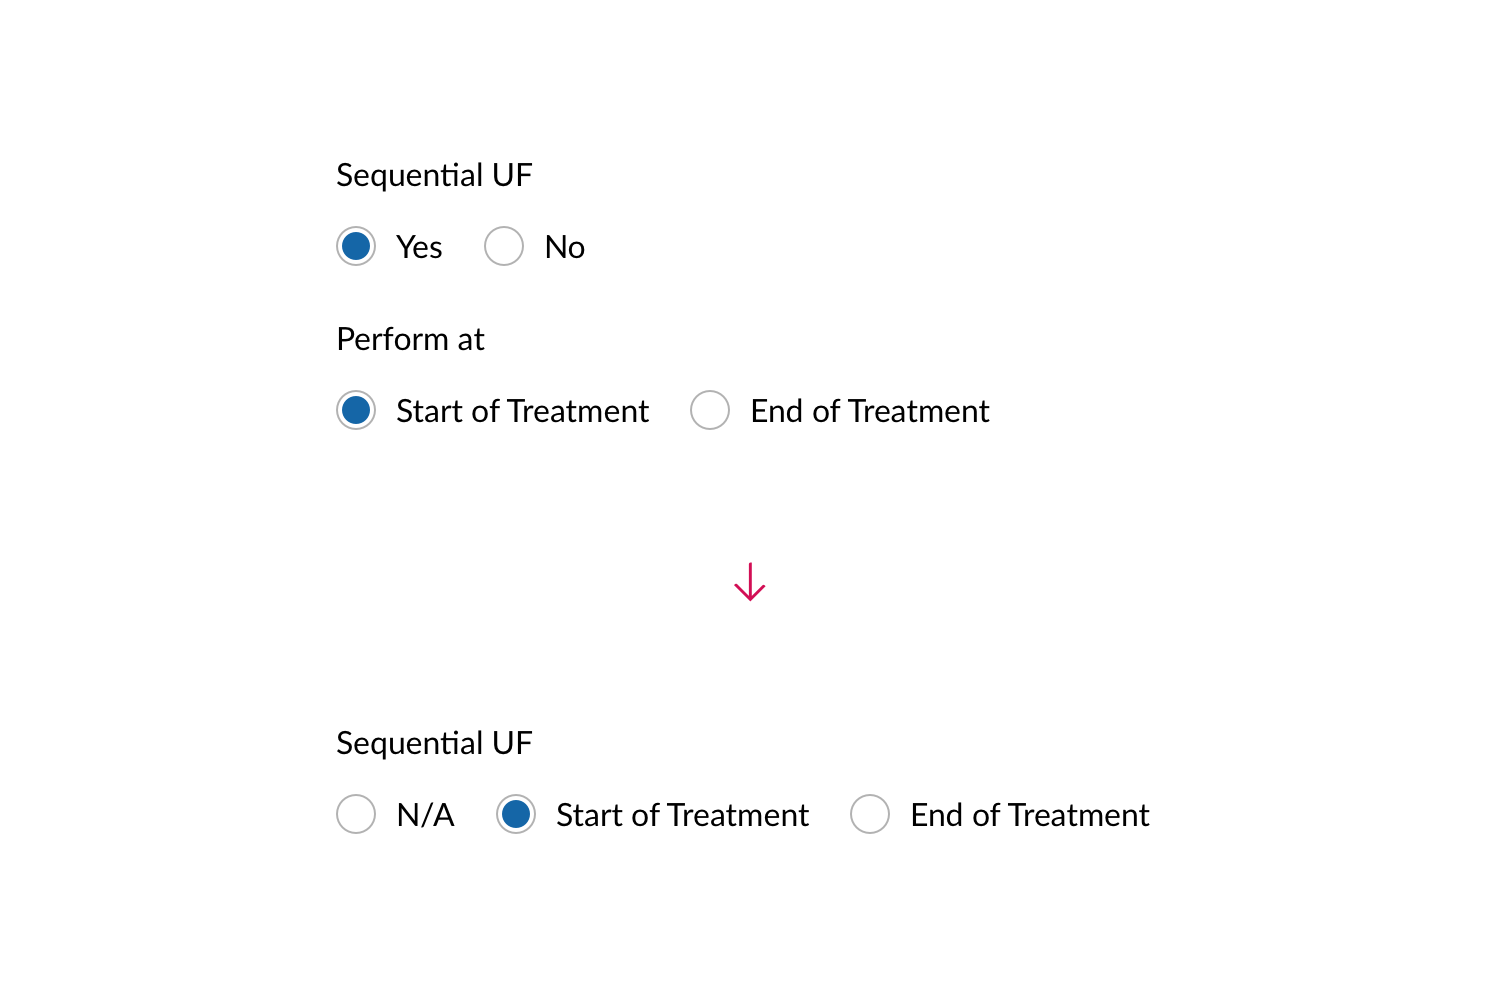 Sequential UF
Yes No
Perform at
Start of Treatment End of Treatment
Sequential UF
N/A Start of Treatment End of Treatment